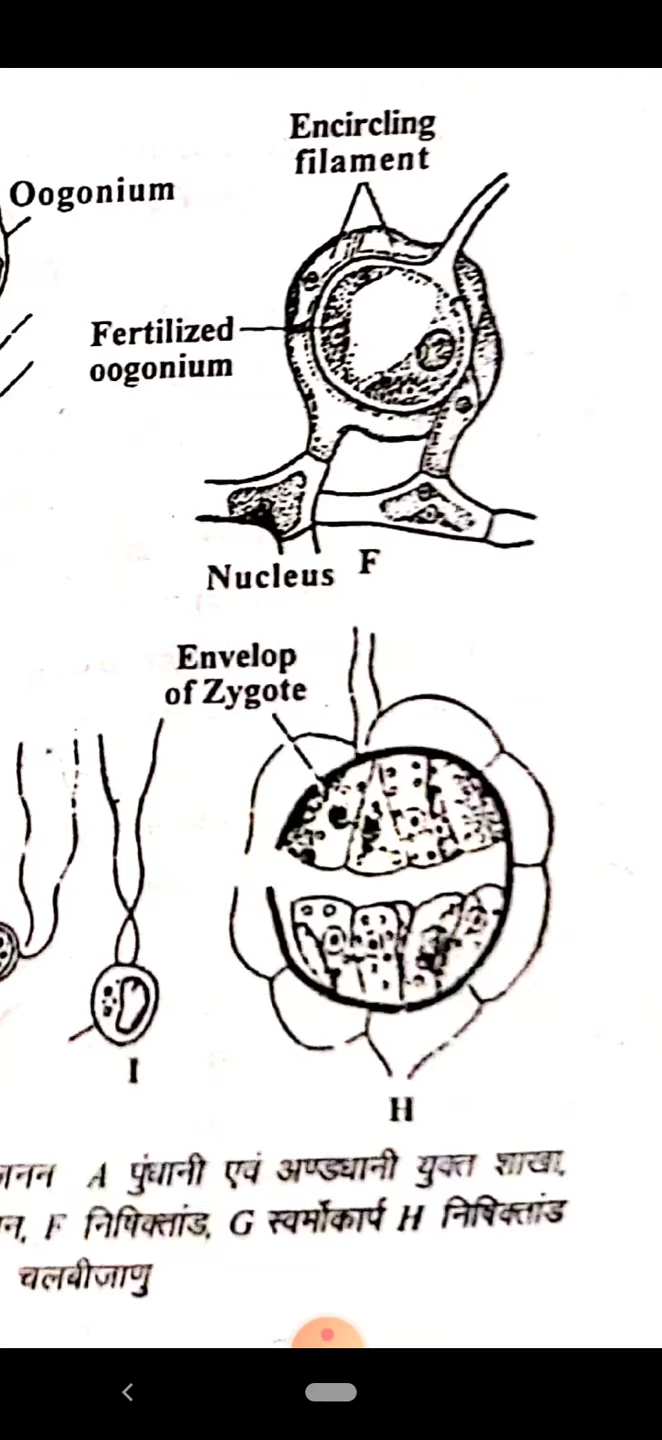 Encircling
filament
Oogonium
Fertilized
oogonium
Nucleus F
Envelop
of Zygote
I
H
A पुंधानी एवं अण्डधानी युक्त शाखा,
F निषिक्तांड, G स्वर्मोकार्प H निषिक्तांड
चलबीजाणु